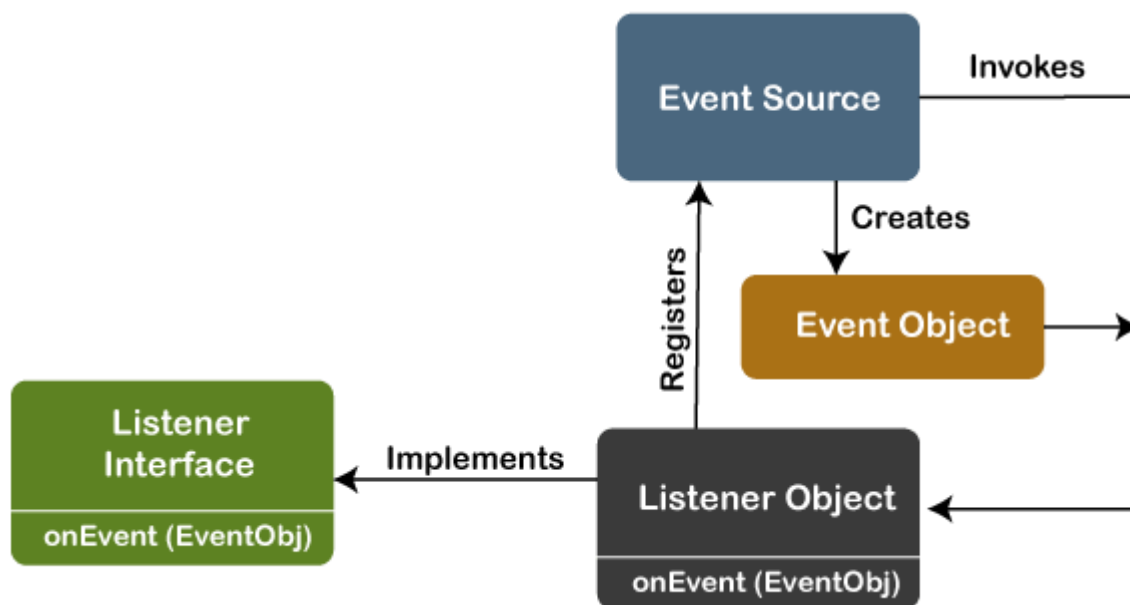 Invokes
Event Source
Creates
Registers
Event Object
Listener
Interface
onEvent (EventObj)
Implements
Listener Object
onEvent (EventObj)